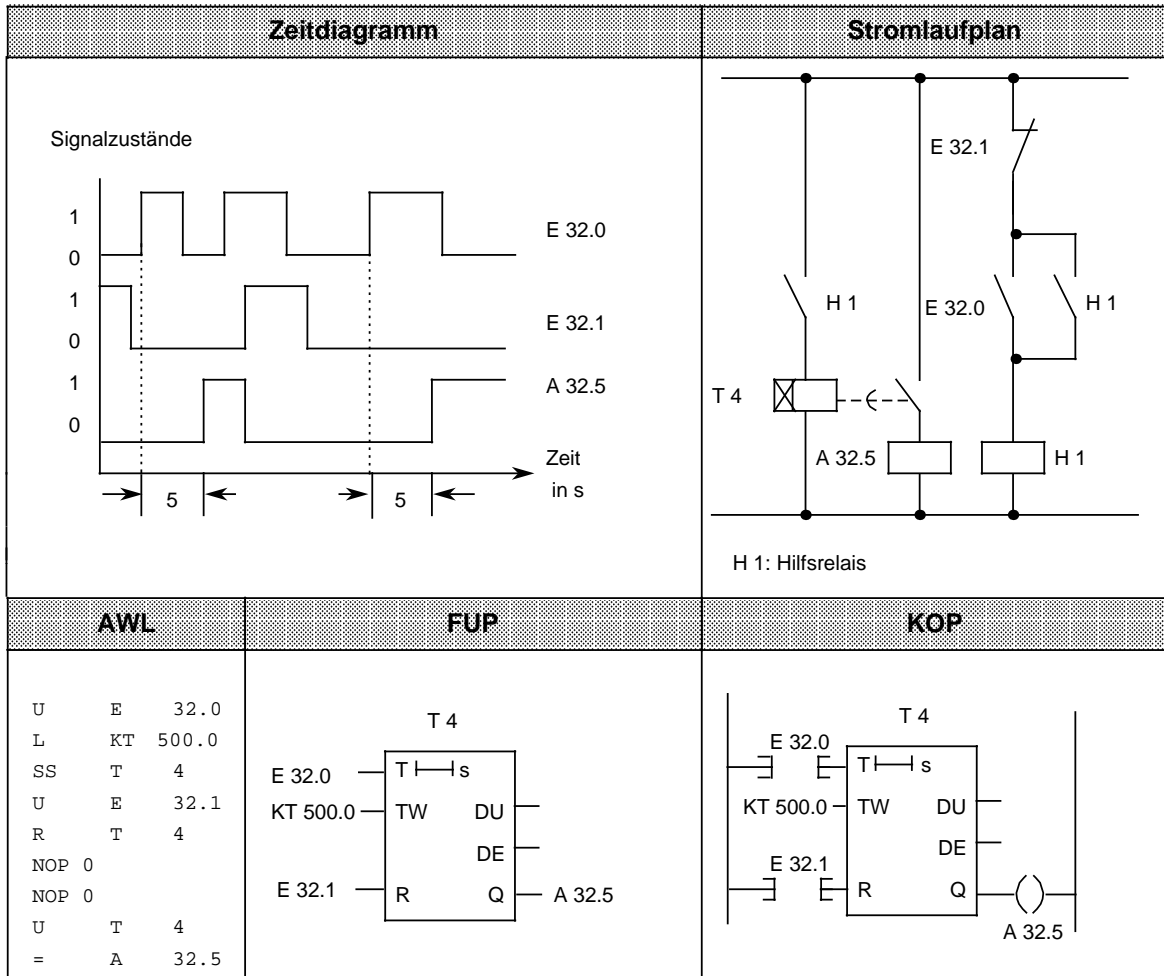 Zeitdiagramm
Stromlaufplan
Signalzustände
1
0
E 32.0
1
0
E 32.1
1
0
A 32.5
Zeit
in s
5
5
E 32.1
H 1
E 32.0
H 1
T 4
A 32.5
H 1
H 1: Hilfsrelais
AWL
FUP
KOP
U E 32.0
L KT 500.0
SS T 4
U E 32.1
R T 4
NOP 0
NOP 0
U T 4
= A 32.5
T 4
E 32.0
T s
KT 500.0
TW DU
DE
E 32.1
R Q
A 32.5
T 4
E 32.0
T s
KT 500.0
TW DU
DE
E 32.1
R Q
A 32.5